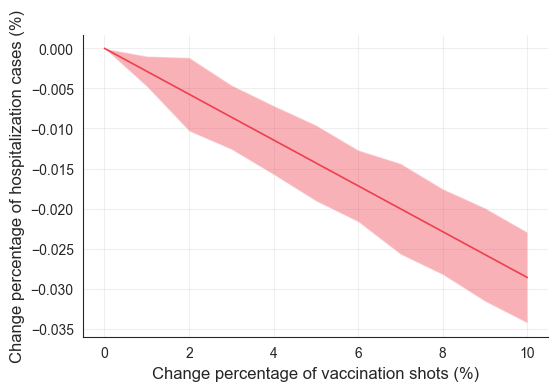 Change percentage of hospitalization cases (%)
0.000
−0.005
−0.010
−0.015
−0.020
−0.025
−0.030
−0.035
0 2 4 6 8 10
Change percentage of vaccination shots (%)